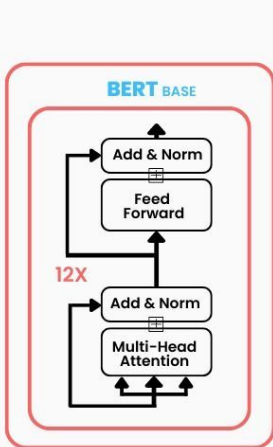 BERT BASE
Add & Norm
Feed
Forward
12X
Add & Norm
Multi-Head
Attention